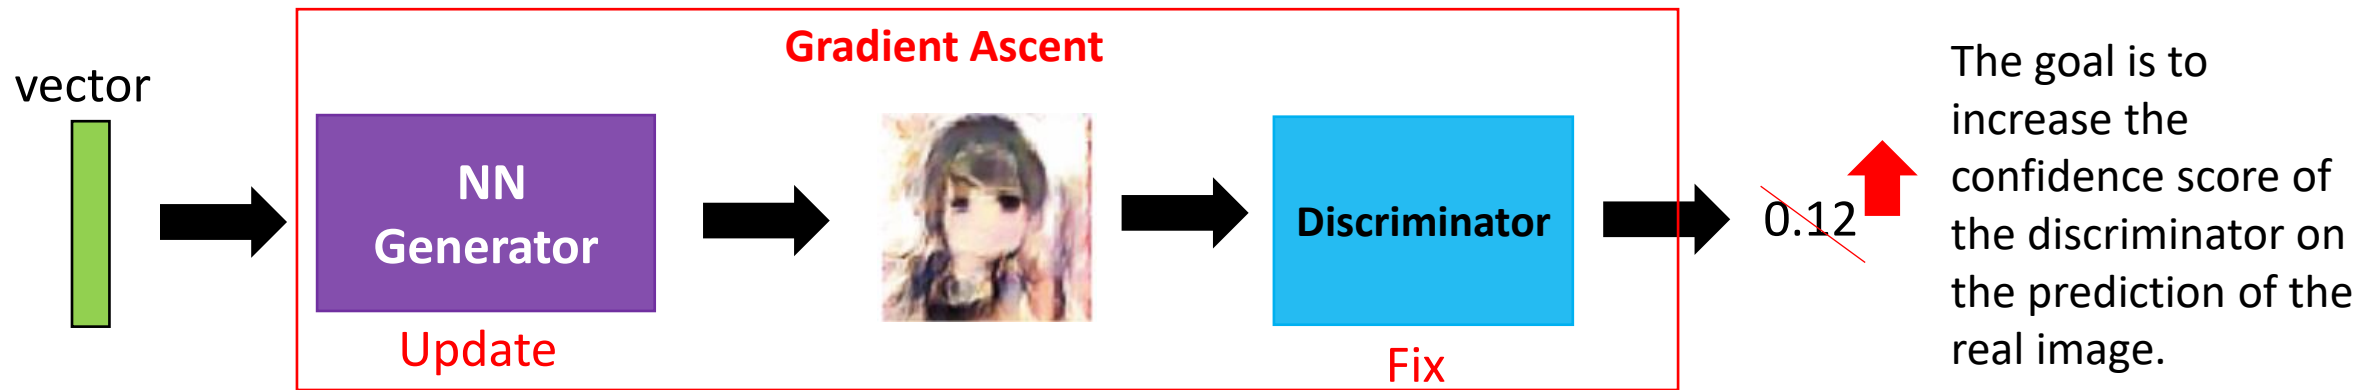 Gradient Ascent
vector
NN
Generator
Update
Discriminator
Fix
0.12
The goal is to
increase the
confidence score of
the discriminator on
the prediction of the
real image.